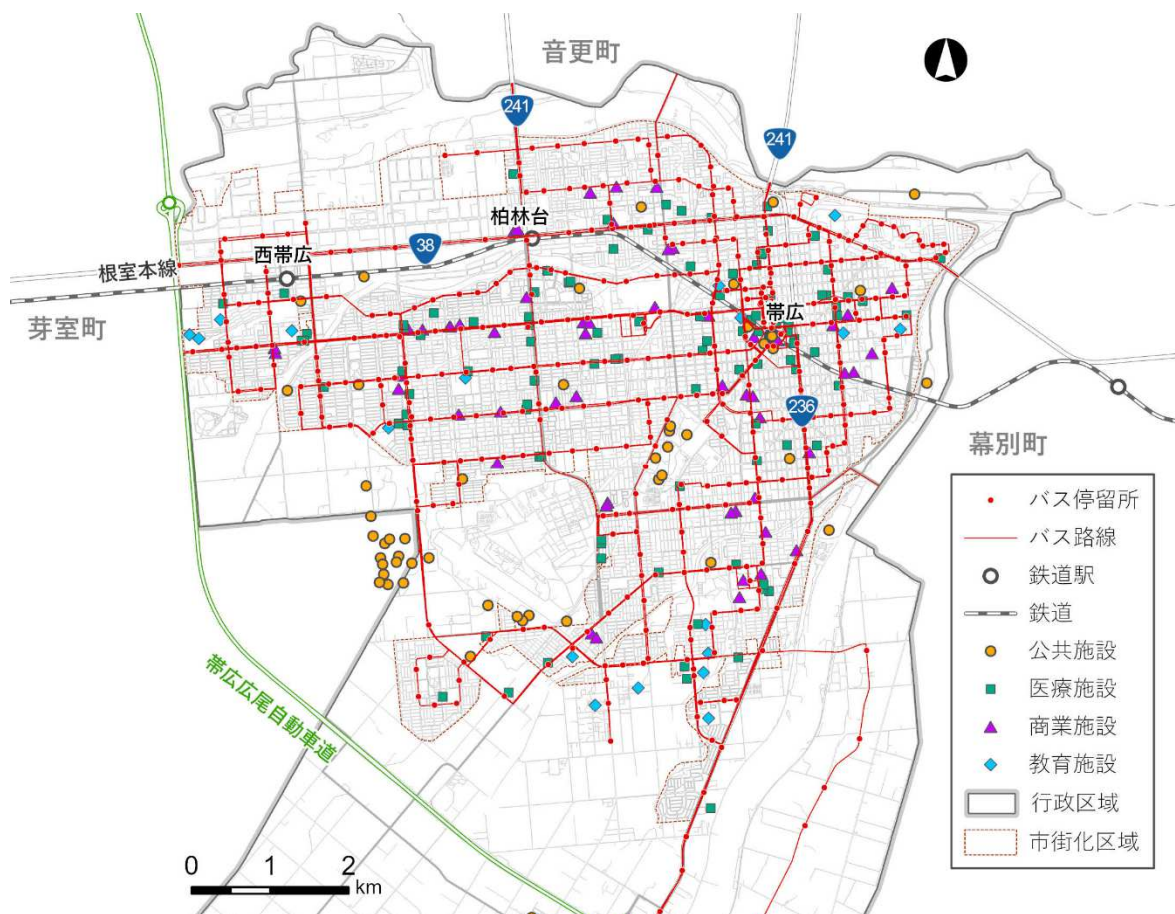 音更町
241
241
柏林台
38
西帯広
根室本線
芽室町
帯広
236
幕別町
帯広広尾自動車道
バス停留所
バス路線
鉄道駅
鉄道
公共施設
医療施設
商業施設
教育施設
行政区域
市街化区域
0 1 2
km